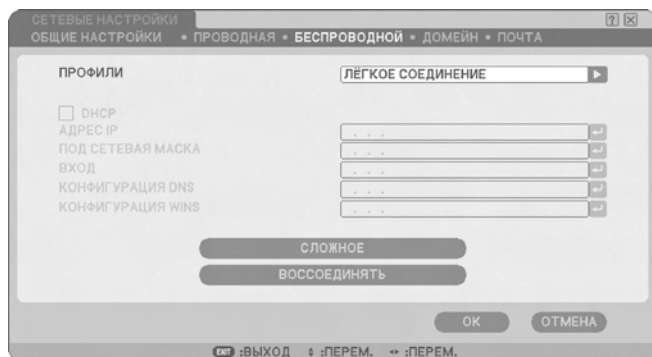 СЕТЕВЫЕ НАСТРОЙКИ
ОБЩИЕ НАСТРОЙКИ • ПРОВОДНАЯ • БЕСПРОВОДНОЙ • ДОМЕЙН • ПОЧТА
ПРОФИЛИ ЛЁГКОЕ СОЕДИНЕНИЕ
DHCP
АДРЕС IP . . .
ПОД СЕТЕВАЯ МАСКА . . .
ВХОД . . .
КОНФИГУРАЦИЯ DNS . . .
КОНФИГУРАЦИЯ WINS . . .
СЛОЖНОЕ
ВОССОЕДИНЯТЬ
OK ОТМЕНА
EXIT :ВЫХОД :ПЕРЕМ. :ПЕРЕМ.